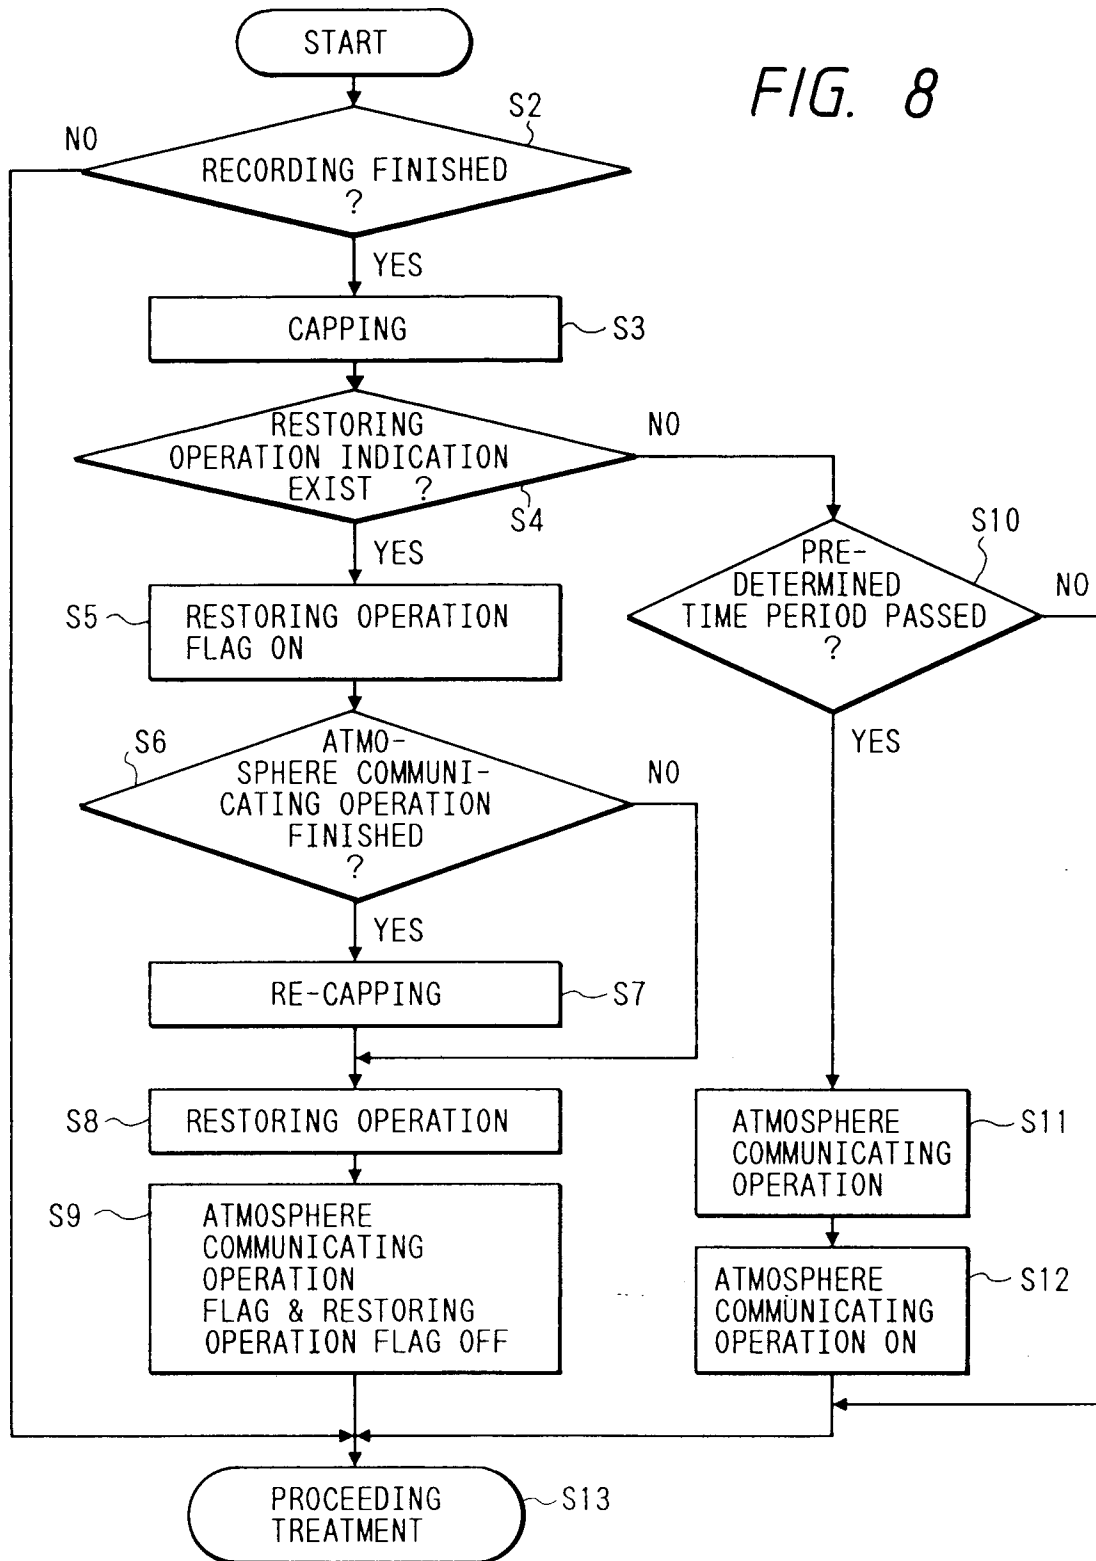 START
FIG. 8
S2
NO
RECORDING FINISHED
?
YES
CAPPING
S3
RESTORING
OPERATION INDICATION
EXIST ?
NO
S4
YES
S10
PRE-
DETERMINED
TIME PERIOD PASSED
?
NO
YES
S5
RESTORING OPERATION
FLAG ON
S6
ATMO-
SPHERE COMMUNI-
CATING OPERATION
FINISHED
?
NO
YES
RE-CAPPING
S7
S8
RESTORING OPERATION
S9
ATMOSPHERE
COMMUNICATING
OPERATION
FLAG & RESTORING
OPERATION FLAG OFF
ATMOSPHERE
COMMUNICATING
OPERATION
S11
ATMOSPHERE
COMMUNICATING
OPERATION ON
S12
PROCEEDING
TREATMENT
S13